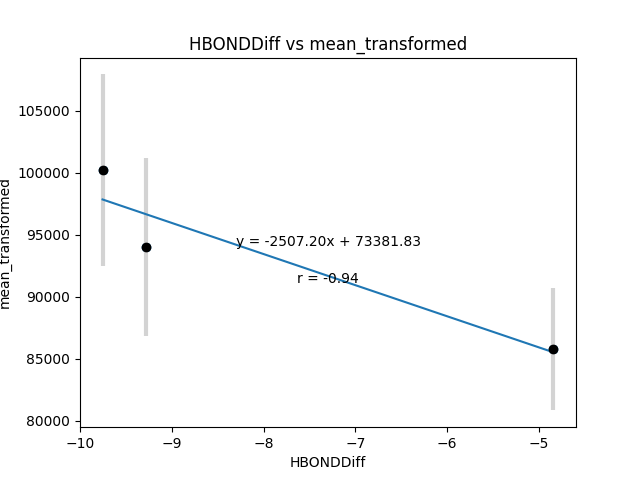 HBONDDiff vs mean_transformed
mean_transformed
105000
100000
95000
90000
85000
80000
y = -2507.20x + 73381.83
r = -0.94
−10
−9
−8
−7
−6
−5
HBONDDiff